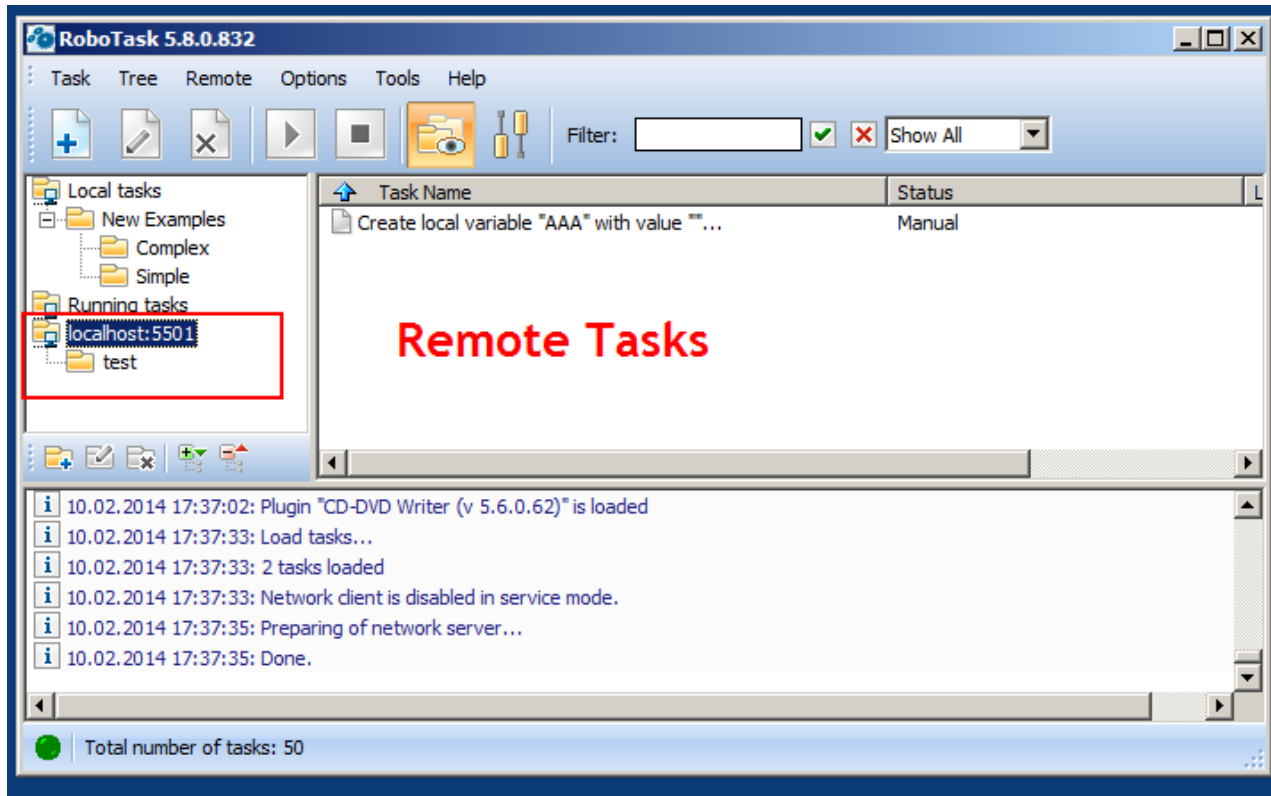 RoboTask 5.8.0.832
Task Tree Remote Options Tools Help
Filter: Show All
Local tasks
New Examples
Complex
Simple
Running tasks
localhost:5501
test
Task Name Status L
Create local variable "AAA" with value ""... Manual
Remote Tasks
10.02.2014 17:37:02: Plugin "CD-DVD Writer (v 5.6.0.62)" is loaded
10.02.2014 17:37:33: Load tasks...
10.02.2014 17:37:33: 2 tasks loaded
10.02.2014 17:37:33: Network client is disabled in service mode.
10.02.2014 17:37:35: Preparing of network server...
10.02.2014 17:37:35: Done.
Total number of tasks: 50